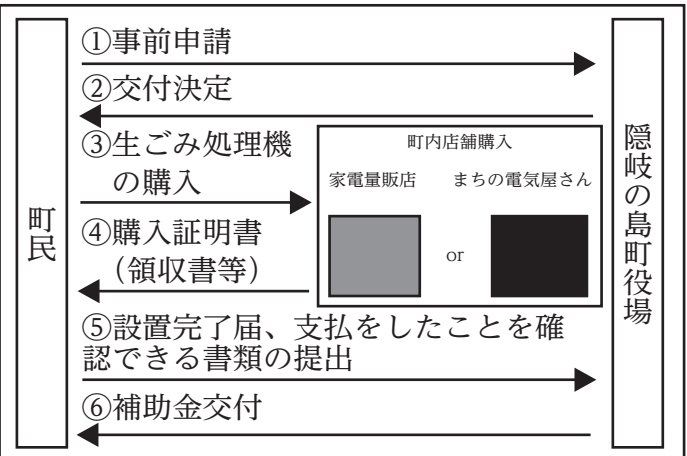 ①事前申請
②交付決定
③生ごみ処理機
の購入
町内店舗購入
家電量販店
まちの電気屋さん
or
④購入証明書
（領収書等）
⑤設置完了届、支払をしたことを確
認できる書類の提出
⑥補助金交付
町民
隠岐の島町役場